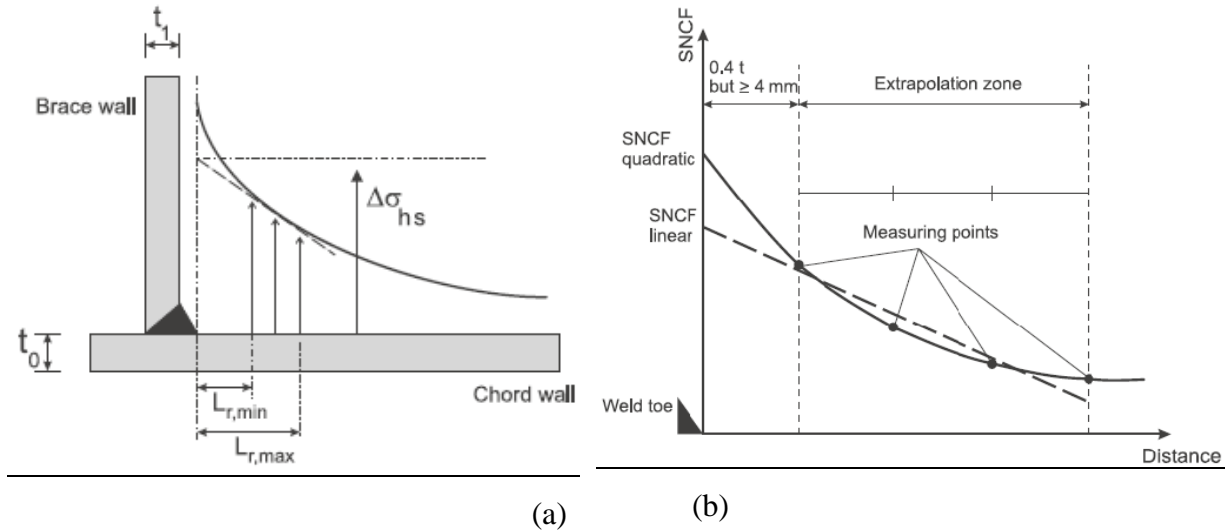 t₁
Brace wall
Δσhs
t₀
Lr,min
Lr,max
Chord wall
(a)
SNCF
0.4 t
but ≥ 4 mm
Extrapolation zone
SNCF
quadratic
SNCF
linear
Measuring points
Weld toe
Distance
(b)